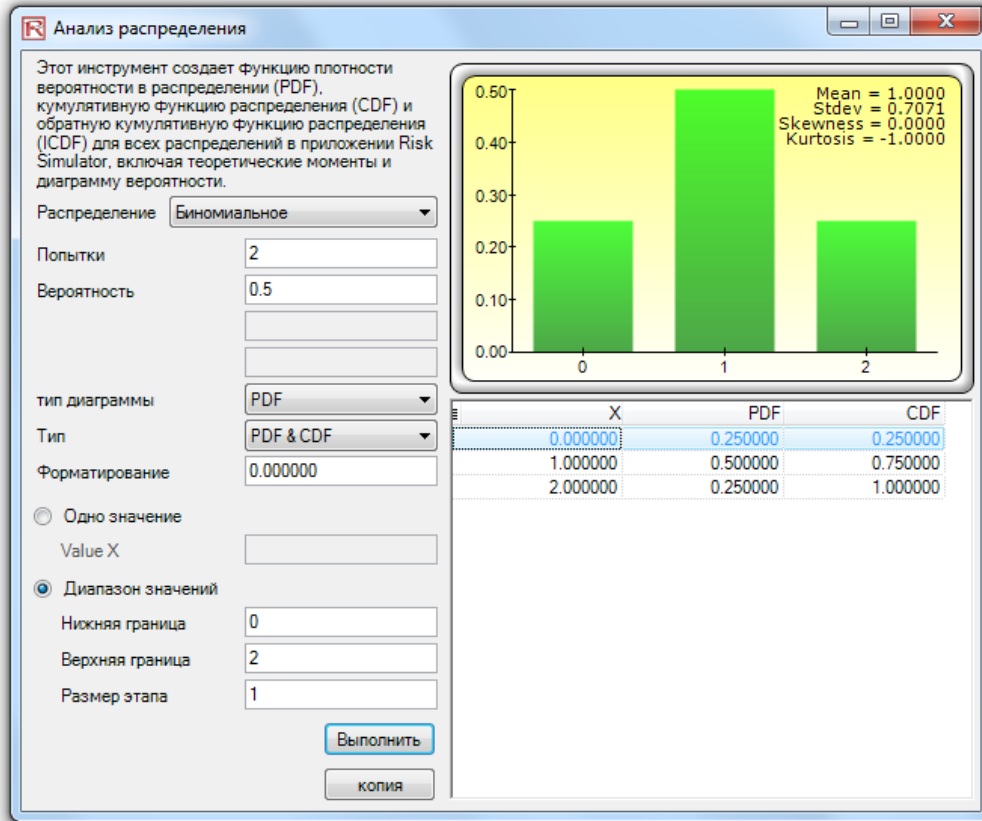 Анализ распределения
Этот инструмент создает функцию плотности
вероятности в распределении (PDF),
кумулятивную функцию распределения (CDF) и
обратную кумулятивную функцию распределения
(ICDF) для всех распределений в приложении Risk
Simulator, включая теоретические моменты и
диаграмму вероятности.
Распределение Биномиальное
Попытки 2
Вероятность 0.5
тип диаграммы PDF
Тип PDF & CDF
Форматирование 0.000000
Одно значение
Value X
Диапазон значений
Нижняя граница 0
Верхняя граница 2
Размер этапа 1
Выполнить
копия
Mean = 1.0000
Stdev = 0.7071
Skewness = 0.0000
Kurtosis = -1.0000
0.50
0.40
0.30
0.20
0.10
0.00
0 1 2
X PDF CDF
0.000000 0.250000 0.250000
1.000000 0.500000 0.750000
2.000000 0.250000 1.000000